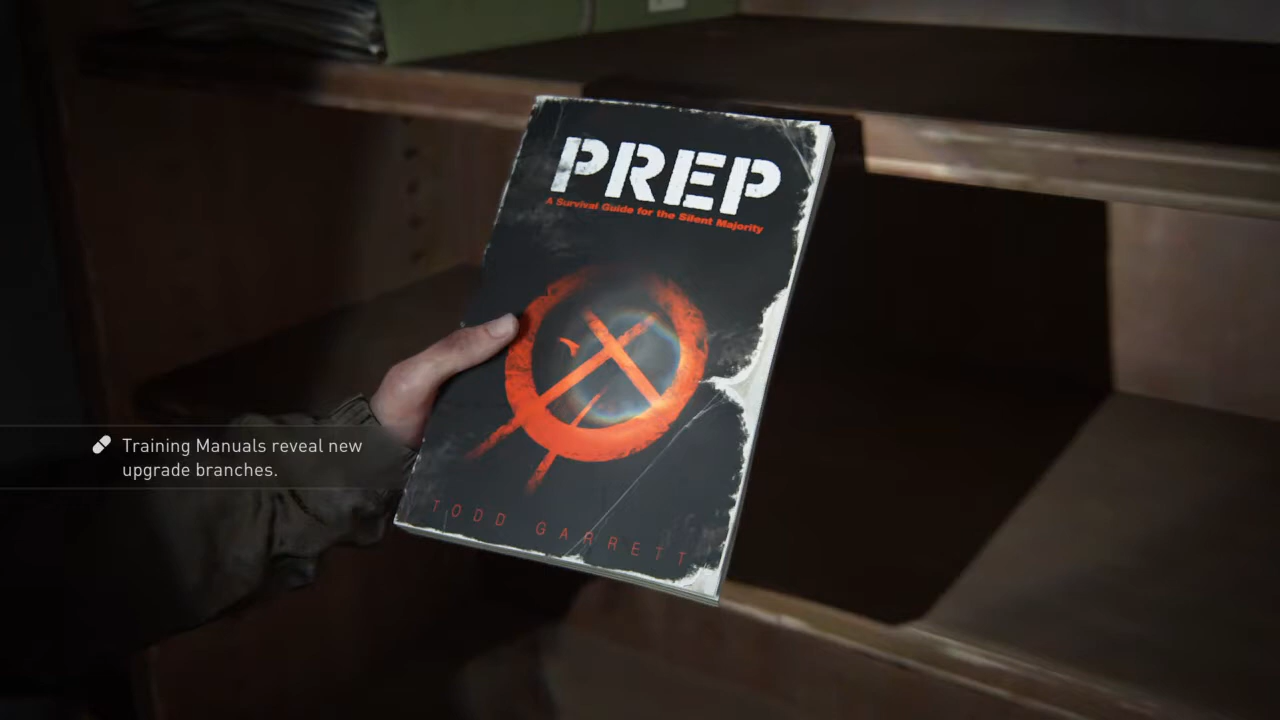 PREP
A Survival Guide for the Silent Majority
TODD GARRETT
Training Manuals reveal new
upgrade branches.